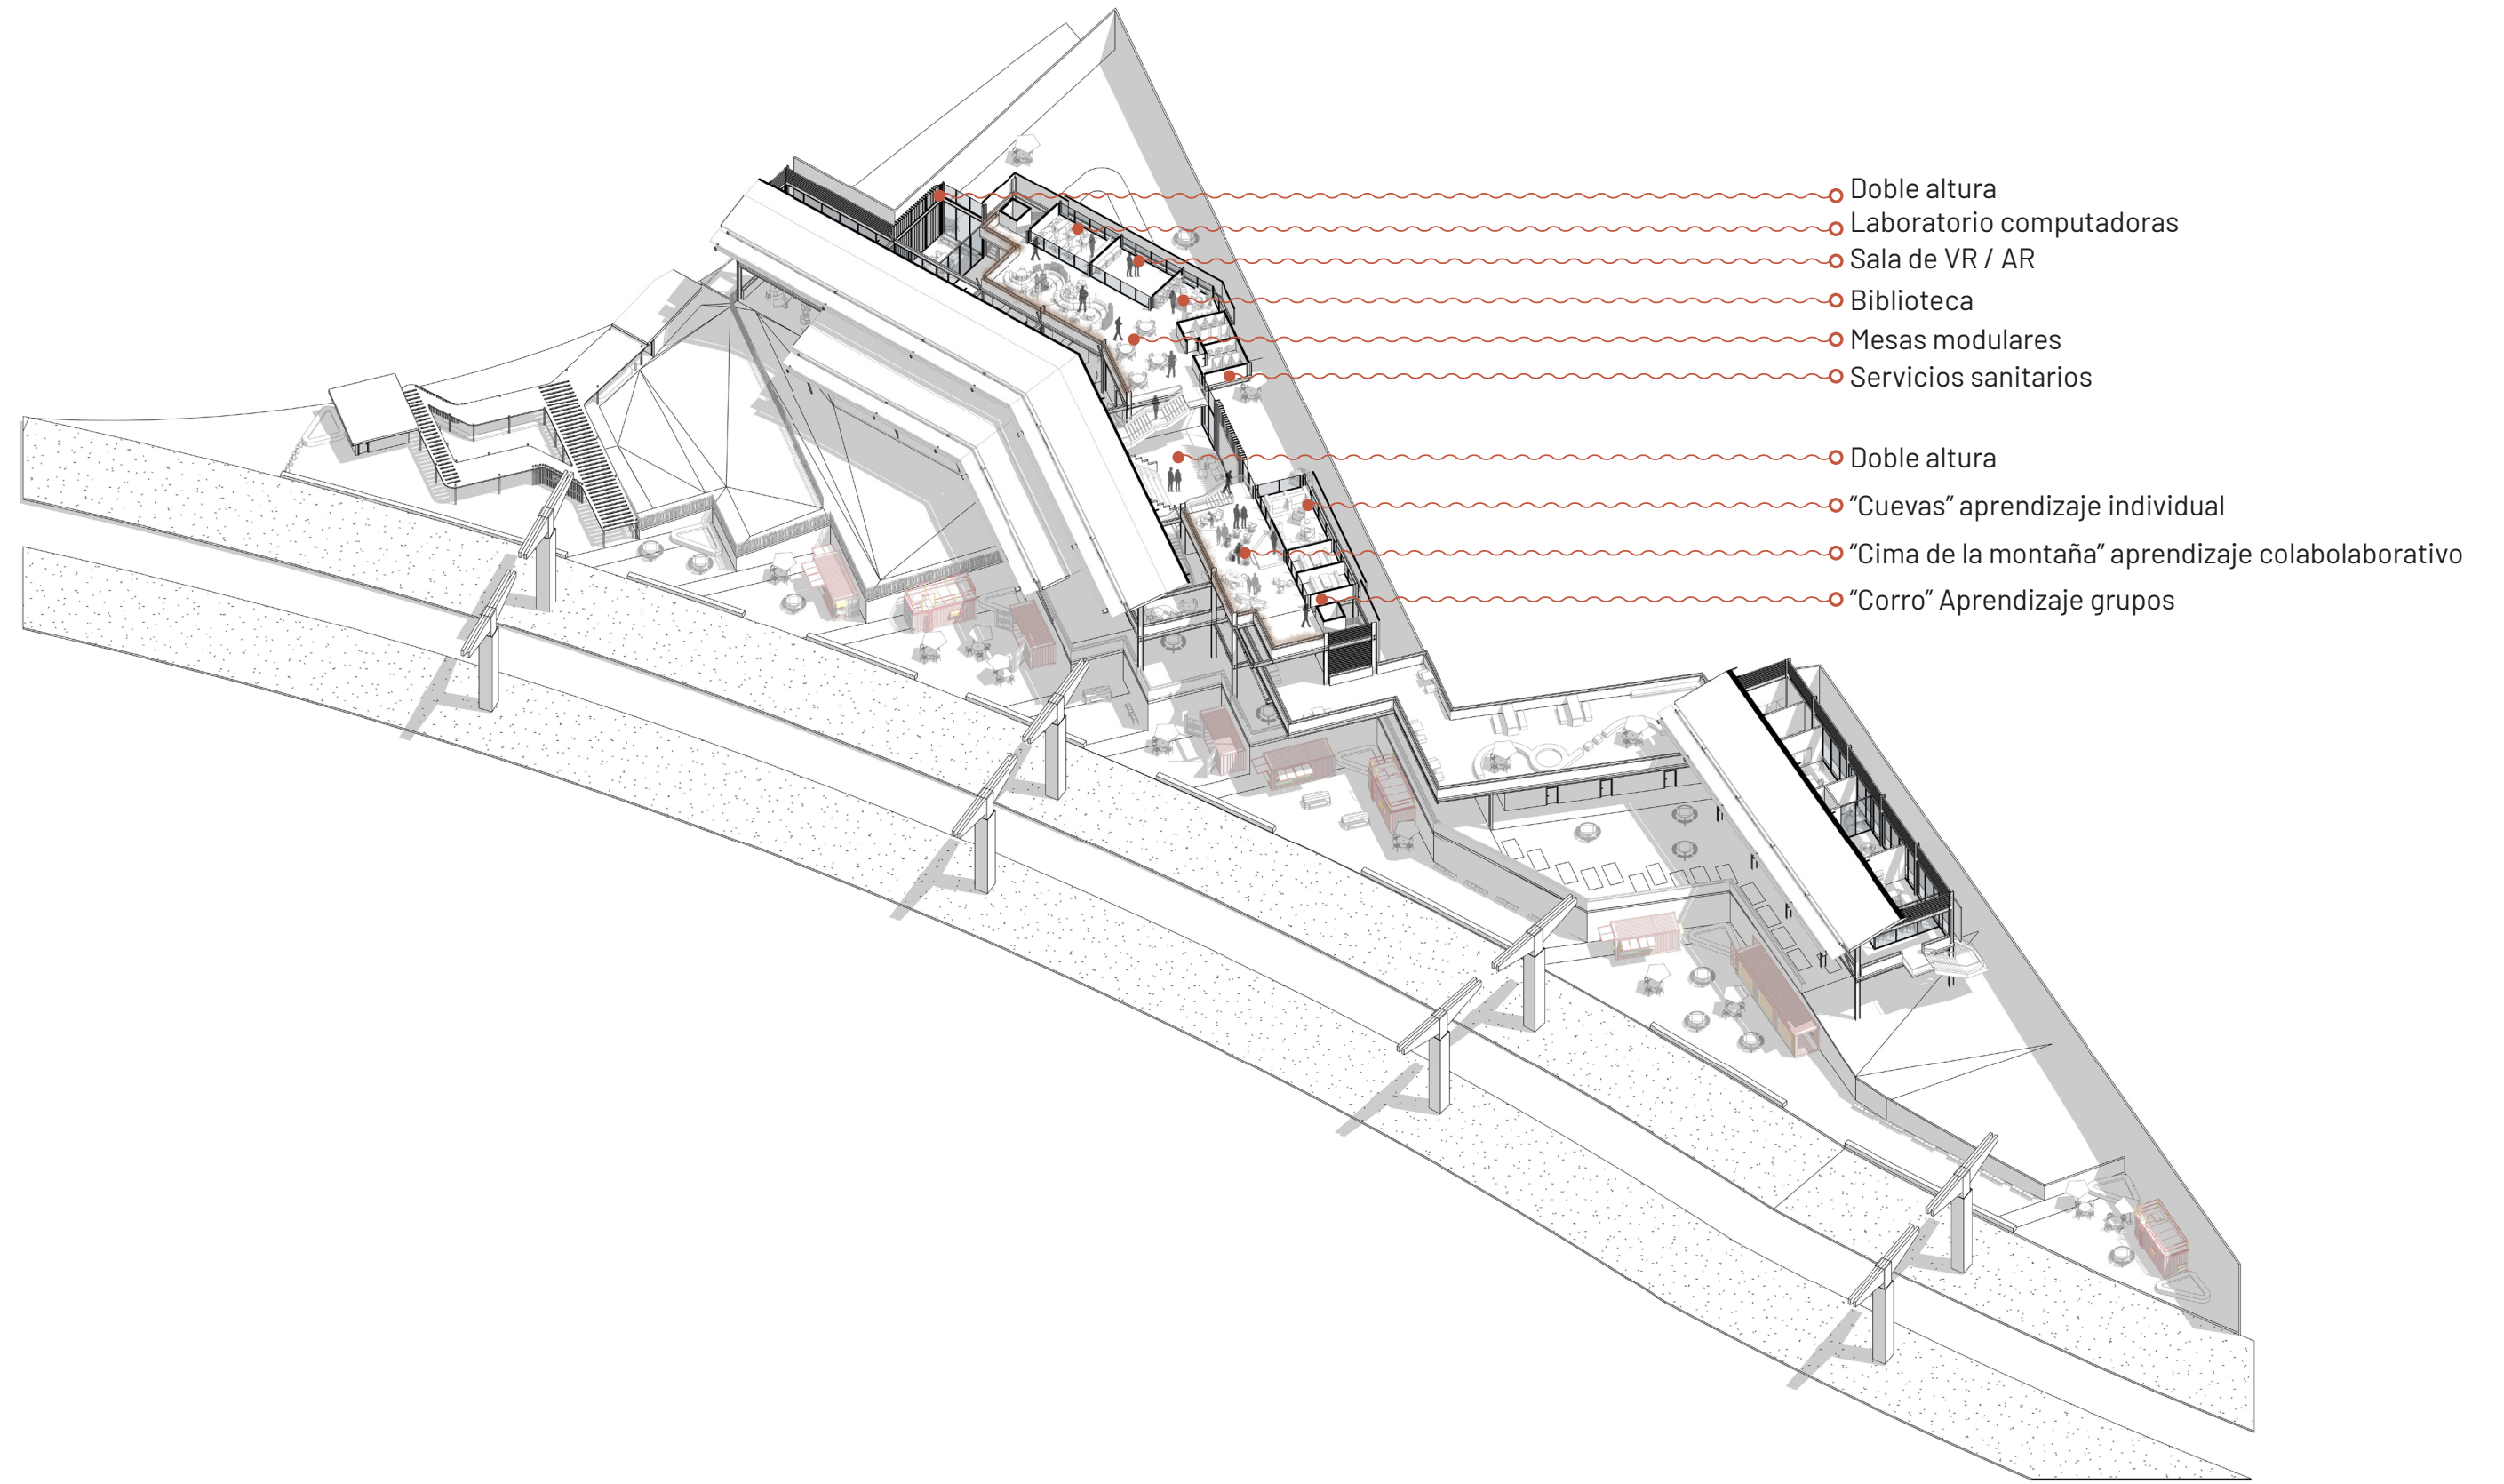 Doble altura
Laboratorio computadoras
Sala de VR / AR
Biblioteca
Mesas modulares
Servicios sanitarios
Doble altura
“Cuevas” aprendizaje individual
“Cima de la montaña” aprendizaje colabolaborativo
“Corro” Aprendizaje grupos